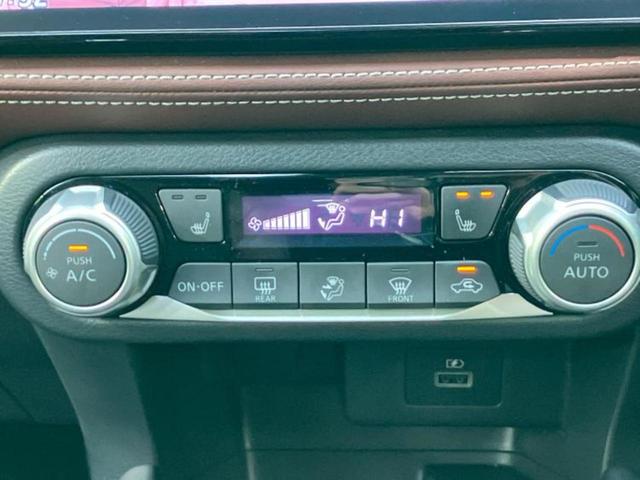 HI
PUSH
A/C
ON-OFF
REAR
FRONT
PUSH
AUTO